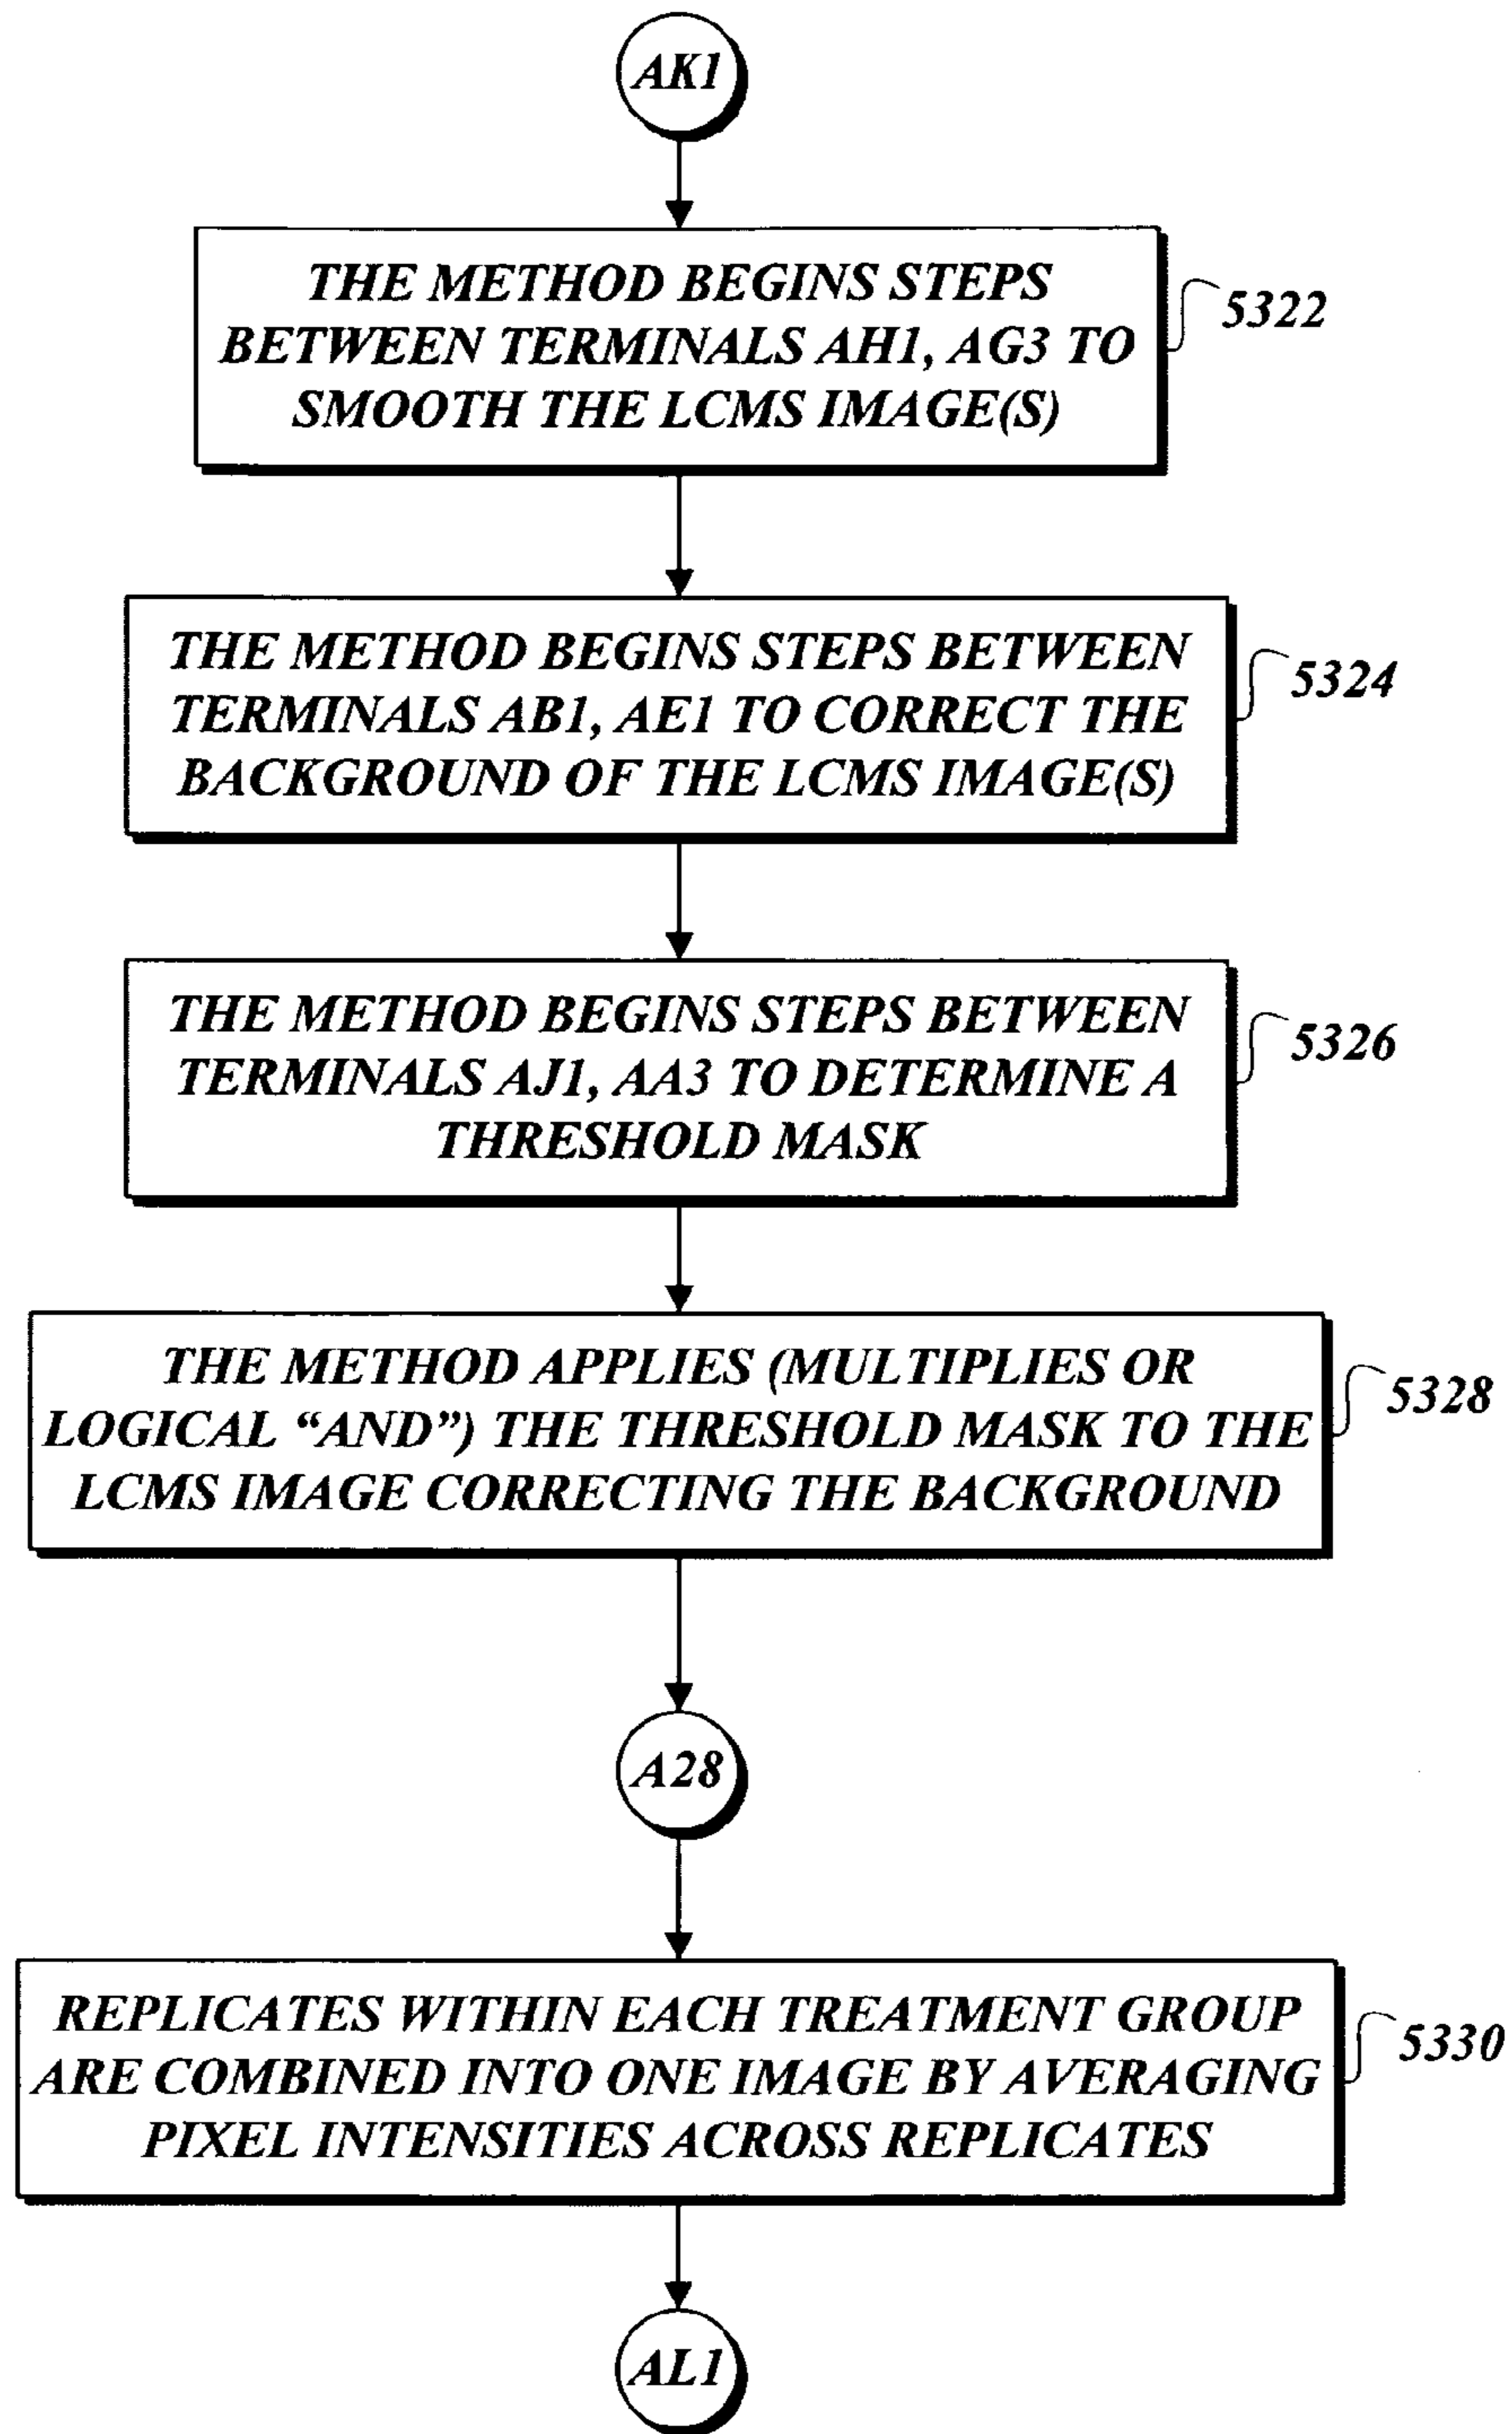 AK1
THE METHOD BEGINS STEPS
BETWEEN TERMINALS AH1, AG3 TO
SMOOTH THE LCMS IMAGE(S)
5322
THE METHOD BEGINS STEPS BETWEEN
TERMINALS AB1, AE1 TO CORRECT THE
BACKGROUND OF THE LCMS IMAGE(S)
5324
THE METHOD BEGINS STEPS BETWEEN
TERMINALS AJ1, AA3 TO DETERMINE A
THRESHOLD MASK
5326
THE METHOD APPLIES (MULTIPLIES OR
LOGICAL “AND”) THE THRESHOLD MASK TO THE
LCMS IMAGE CORRECTING THE BACKGROUND
5328
A28
REPLICATES WITHIN EACH TREATMENT GROUP
ARE COMBINED INTO ONE IMAGE BY AVERAGING
PIXEL INTENSITIES ACROSS REPLICATES
5330
AL1